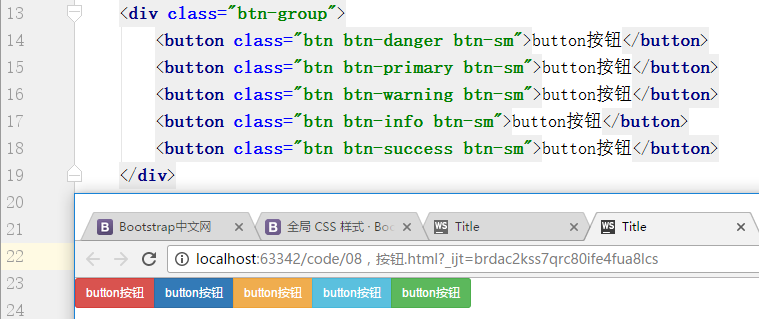 13 <div class="btn-group">
14 <button class="btn btn-danger btn-sm">button按钮</button>
15 <button class="btn btn-primary btn-sm">button按钮</button>
16 <button class="btn btn-warning btn-sm">button按钮</button>
17 <button class="btn btn-info btn-sm">button按钮</button>
18 <button class="btn btn-success btn-sm">button按钮</button>
19 </div>
20
21
22
23
24
B Bootstrap中文网 B 全局 CSS 样式 · Boo WS Title WS Title
localhost:63342/code/08，按钮.html?_ijt=brdac2kss7qrc80ife4fua8lcs
button按钮 button按钮 button按钮 button按钮 button按钮